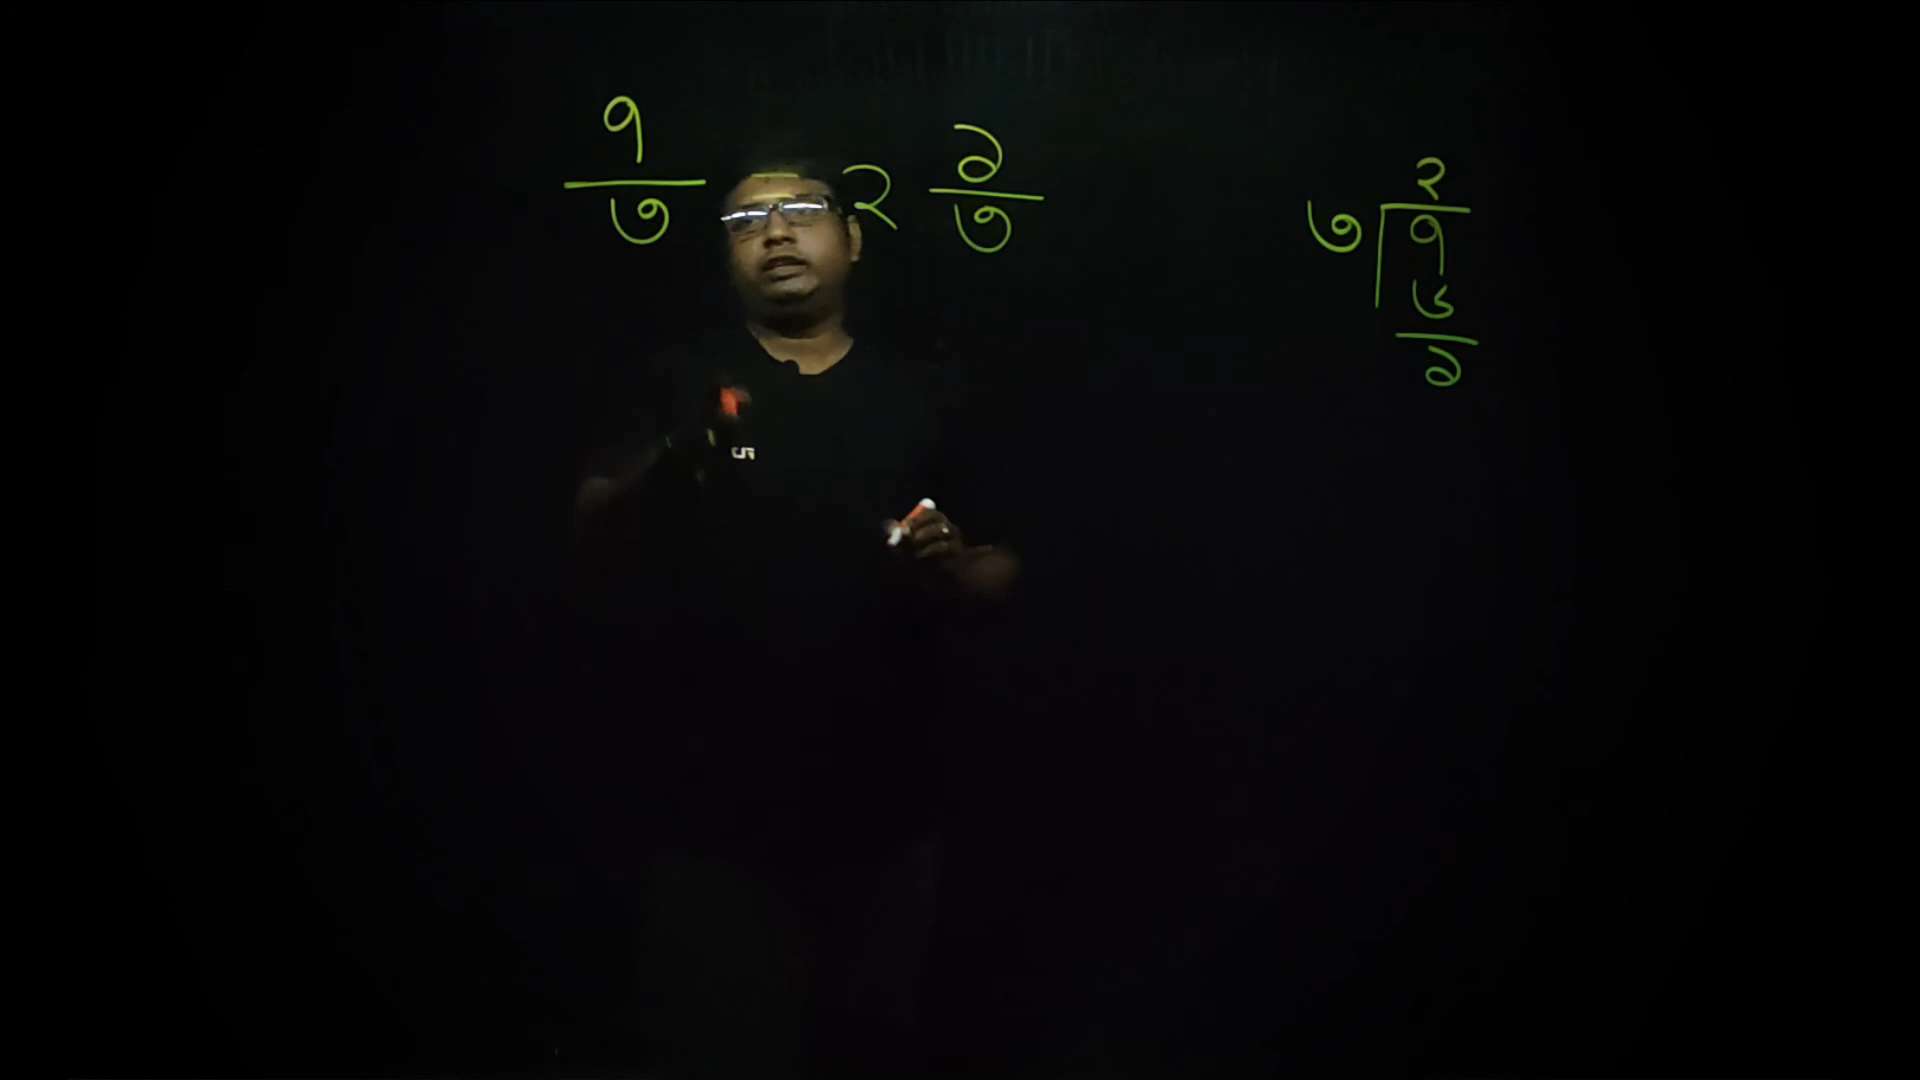 ৭/৩ = ২ ১/৩
২
৩ ৭
৬
১